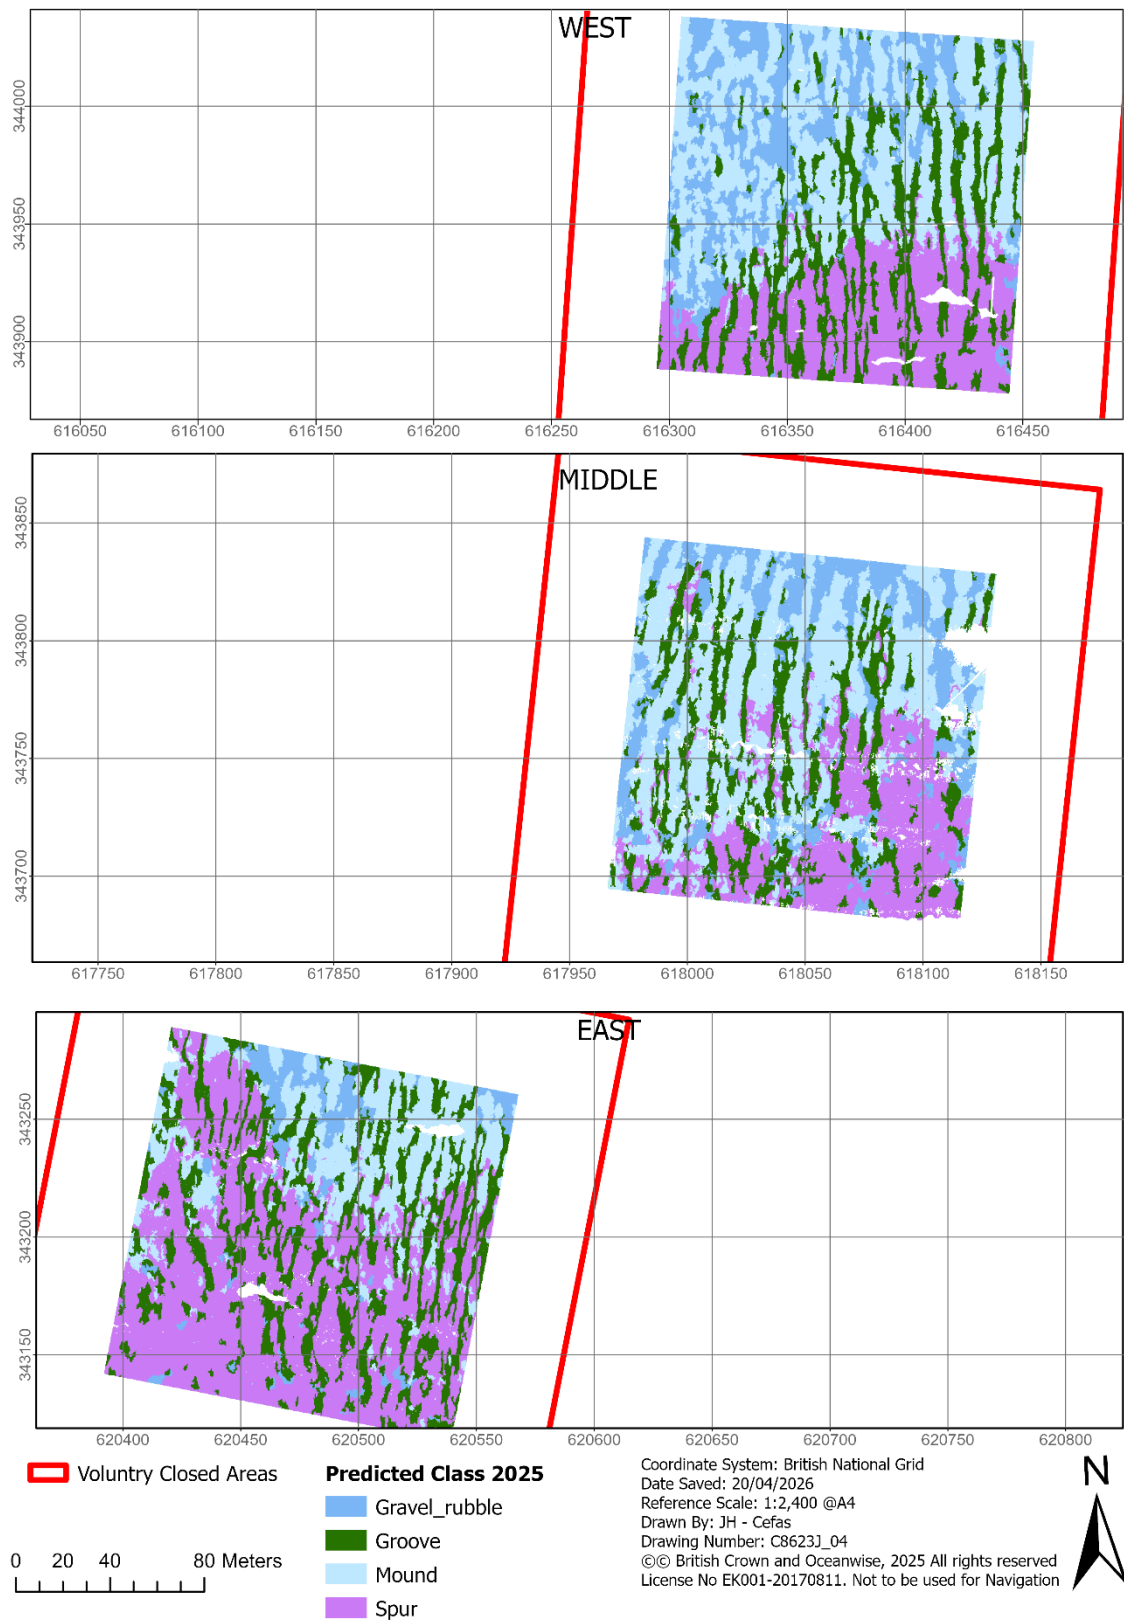 WEST
344000
343950
343900
616050 616100 616150 616200 616250 616300 616350 616400 616450
MIDDLE
343850
343800
343750
343700
617750 617800 617850 617900 617950 618000 618050 618100 618150
EAST
343250
343200
343150
620400 620450 620500 620550 620600 620650 620700 620750 620800
Voluntry Closed Areas
0 20 40 80 Meters
Predicted Class 2025
Gravel_rubble
Groove
Mound
Spur
Coordinate System: British National Grid
Date Saved: 20/04/2026
Reference Scale: 1:2,400 @A4
Drawn By: JH - Cefas
Drawing Number: C8623J_04
©© British Crown and Oceanwise, 2025 All rights reserved
License No EK001-20170811. Not to be used for Navigation
N